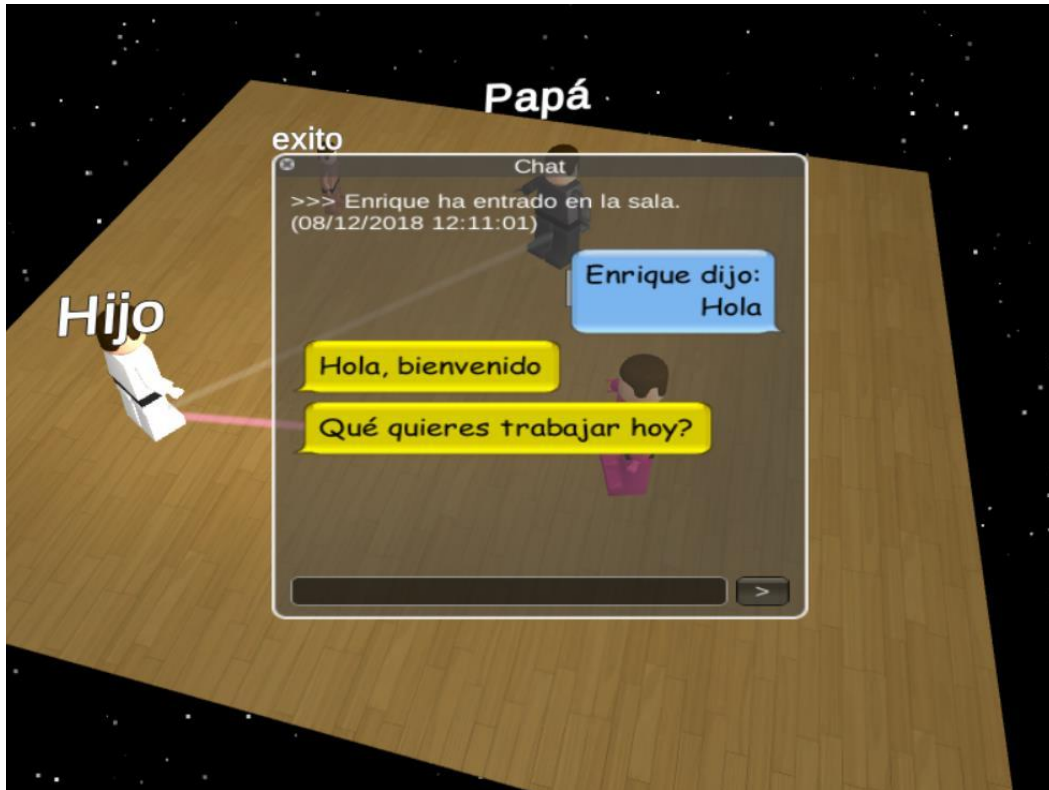 Papá
exito
Hijo
Chat
>>> Enrique ha entrado en la sala.
(08/12/2018 12:11:01)
Enrique dijo:
Hola
Hola, bienvenido
Qué quieres trabajar hoy?
>